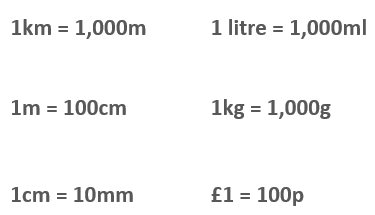 1km = 1,000m
1 litre = 1,000ml
1m = 100cm
1kg = 1,000g
1cm = 10mm
£1 = 100p